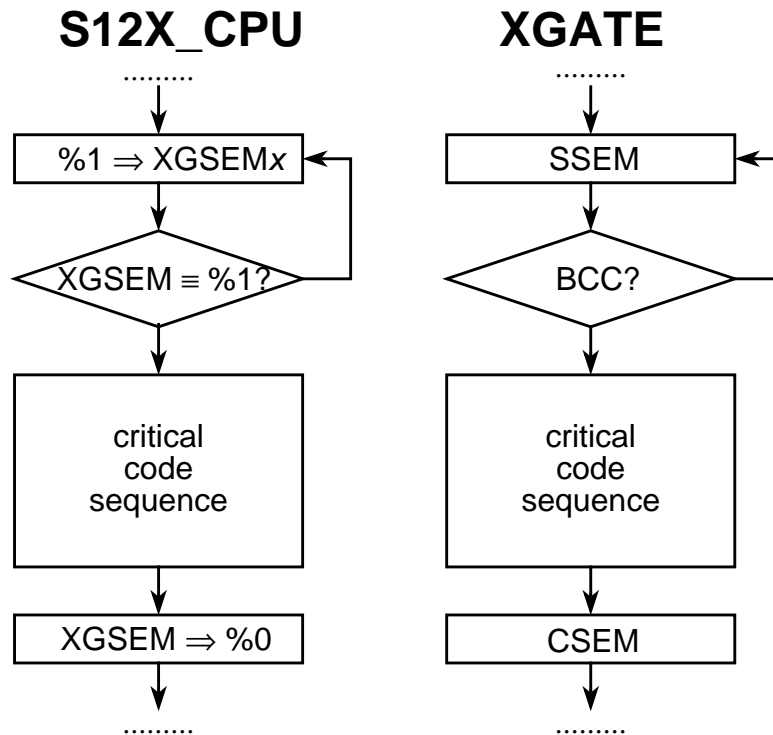 S12X_CPU
.........
%1 ⇒ XGSEMx
XGSEM ≡ %1?
critical
code
sequence
XGSEM ⇒ %0
.........
XGATE
.........
SSEM
BCC?
critical
code
sequence
CSEM
.........